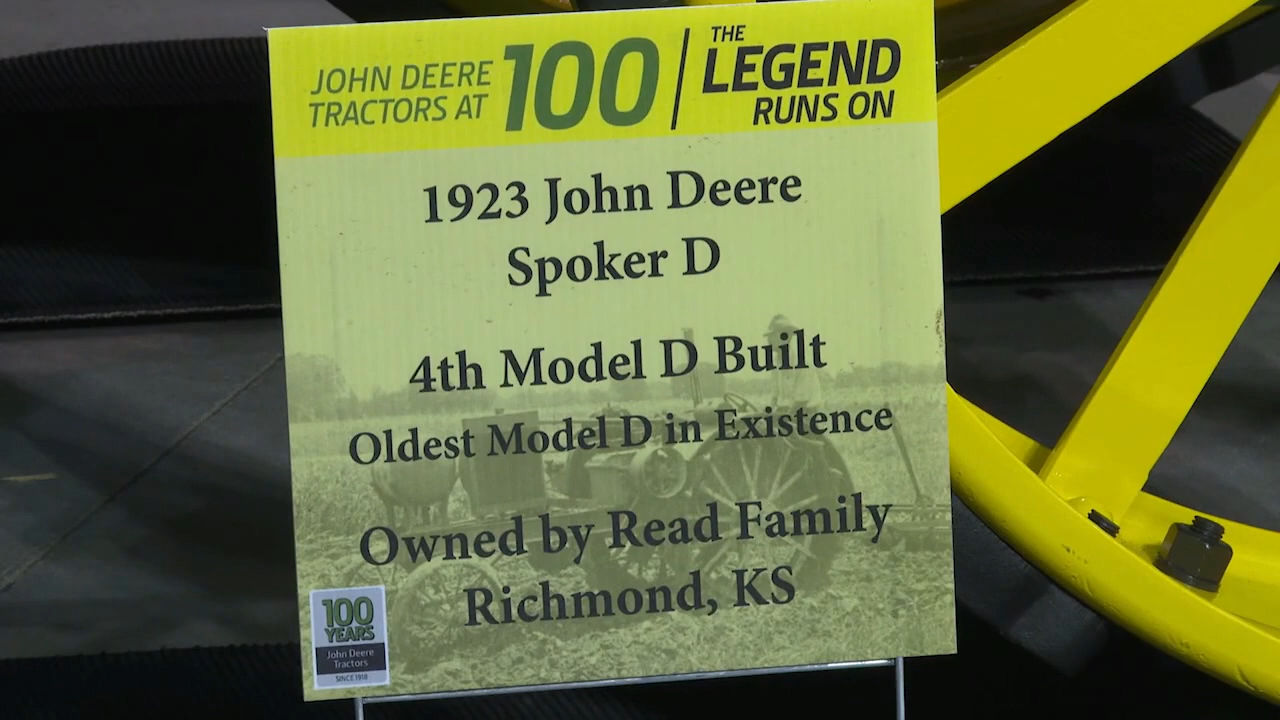 JOHN DEERE
TRACTORS AT
100
THE
LEGEND
RUNS ON
1923 John Deere
Spoker D
4th Model D Built
Oldest Model D in Existence
Owned by Read Family
Richmond, KS
100
YEARS
John Deere
Tractors
SINCE 1918